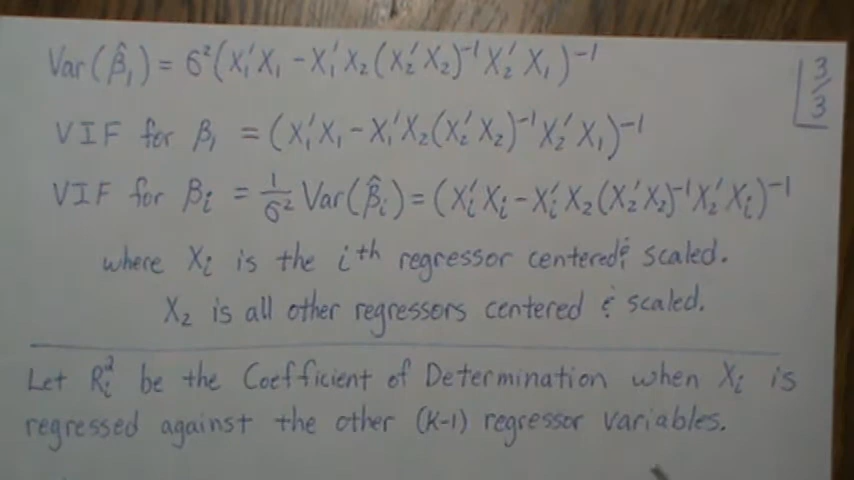 Var(β̂₁) = σ²(X₁'X₁ - X₁'X₂(X₂'X₂)⁻¹X₂'X₁)⁻¹
3/3
VIF for β₁ = (X₁'X₁ - X₁'X₂(X₂'X₂)⁻¹X₂'X₁)⁻¹
VIF for βᵢ = 1/σ² Var(β̂ᵢ) = (Xᵢ'Xᵢ - Xᵢ'X₂(X₂'X₂)⁻¹X₂'Xᵢ)⁻¹
where Xᵢ is the iᵗʰ regressor centered & scaled.
X₂ is all other regressors centered & scaled.
Let Rᵢ² be the Coefficient of Determination when Xᵢ is
regressed against the other (K-1) regressor variables.